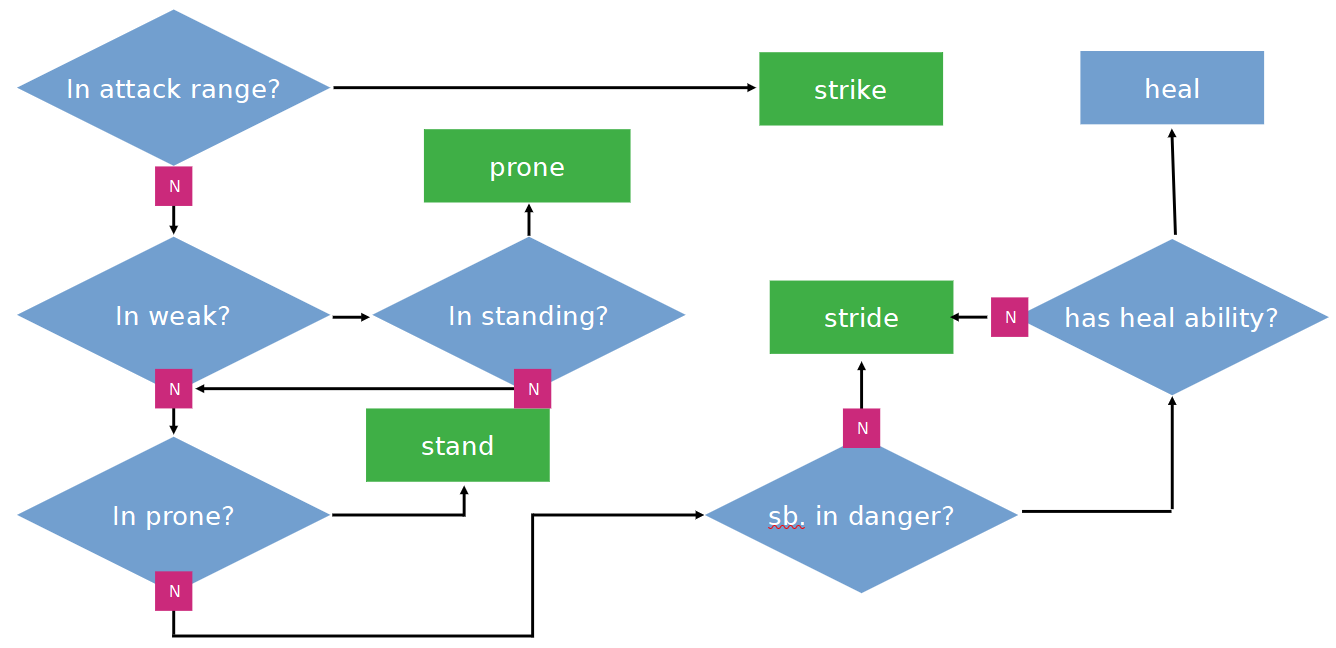 In attack range?
strike
heal
prone
N
In weak?
In standing?
stride
N
has heal ability?
N
N
stand
N
In prone?
sb. in danger?
N